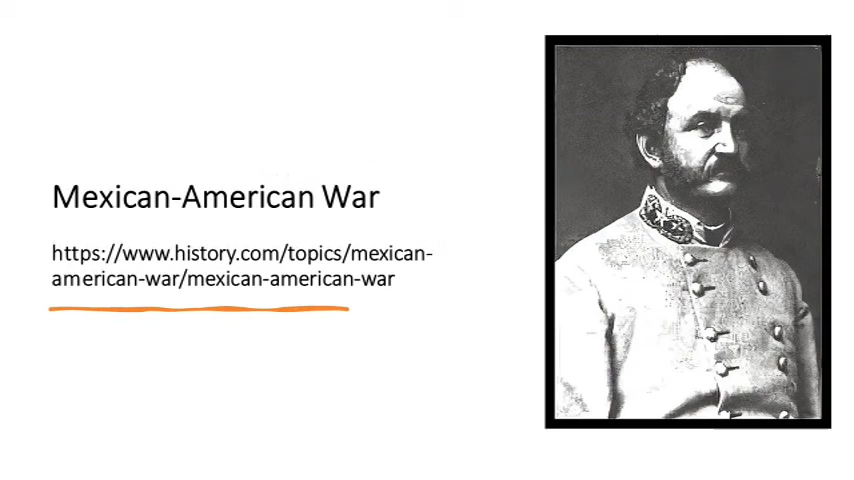 Mexican-American War
https://www.history.com/topics/mexican-
american-war/mexican-american-war